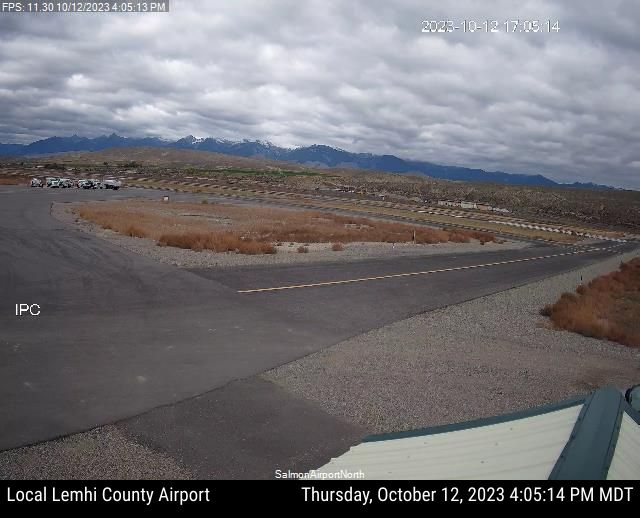 FPS: 11.30 10/12/2023 4:05:13 PM
2023-10-12 17:05:14
IPC
SalmonAirportNorth
Local Lemhi County Airport Thursday, October 12, 2023 4:05:14 PM MDT